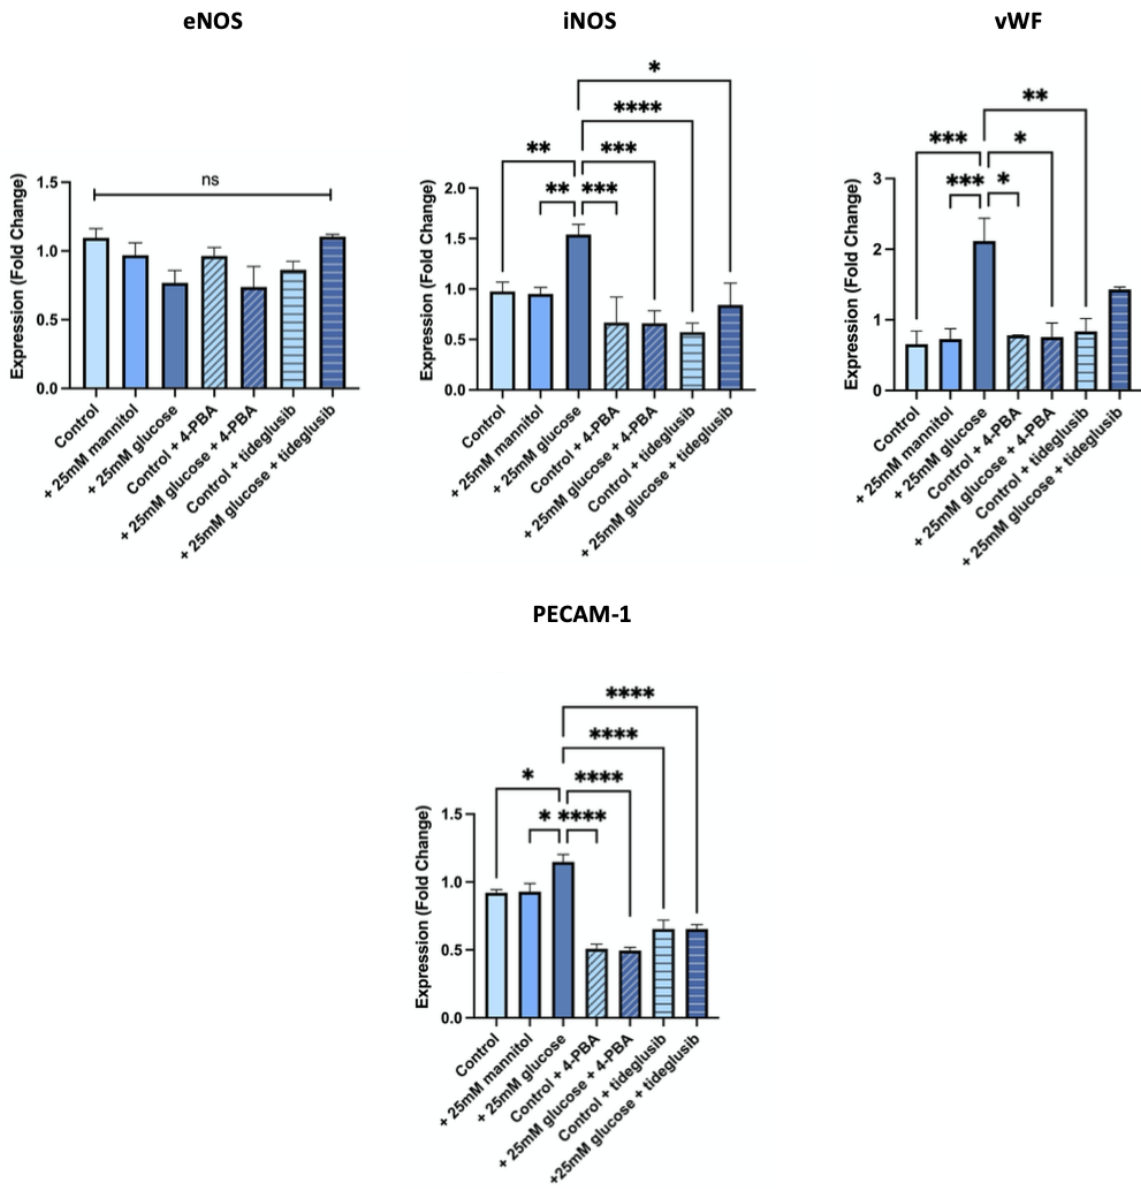 eNOS
iNOS
vWF
Expression (Fold Change)
1.5
1.0
0.5
0.0
ns
Control
+ 25mM mannitol
+ 25mM glucose
Control + 4-PBA
+ 25mM glucose + 4-PBA
Control + tideglusib
+ 25mM glucose + tideglusib
Expression (Fold Change)
2.0
1.5
1.0
0.5
0.0
*
****
** ***
** ***
Control
+ 25mM mannitol
+ 25mM glucose
Control + 4-PBA
+ 25mM glucose + 4-PBA
Control + tideglusib
+ 25mM glucose + tideglusib
Expression (Fold Change)
3
2
1
0
**
*** *
*** *
Control
+ 25mM mannitol
+ 25mM glucose
Control + 4-PBA
+ 25mM glucose + 4-PBA
Control + tideglusib
+ 25mM glucose + tideglusib
PECAM-1
Expression (Fold Change)
1.5
1.0
0.5
0.0
****
****
* ****
* ****
Control
+ 25mM mannitol
+ 25mM glucose
Control + 4-PBA
+ 25mM glucose + 4-PBA
Control + tideglusib
+25mM glucose + tideglusib